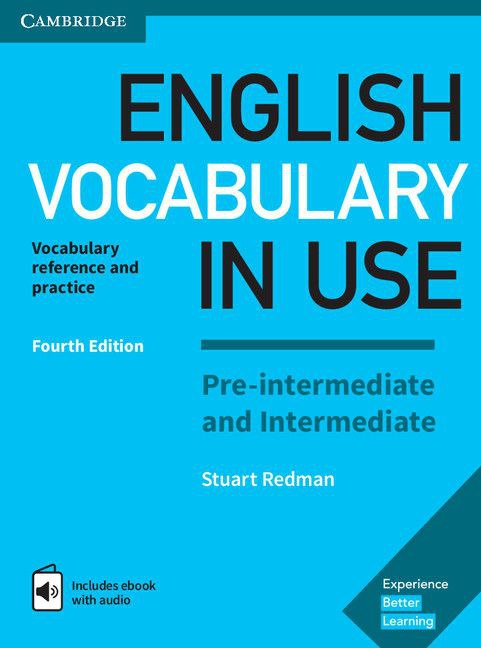 CAMBRIDGE
ENGLISH
VOCABULARY
IN USE
Vocabulary
reference and
practice
Fourth Edition
Pre-intermediate
and Intermediate
Stuart Redman
Includes ebook
with audio
Experience
Better
Learning